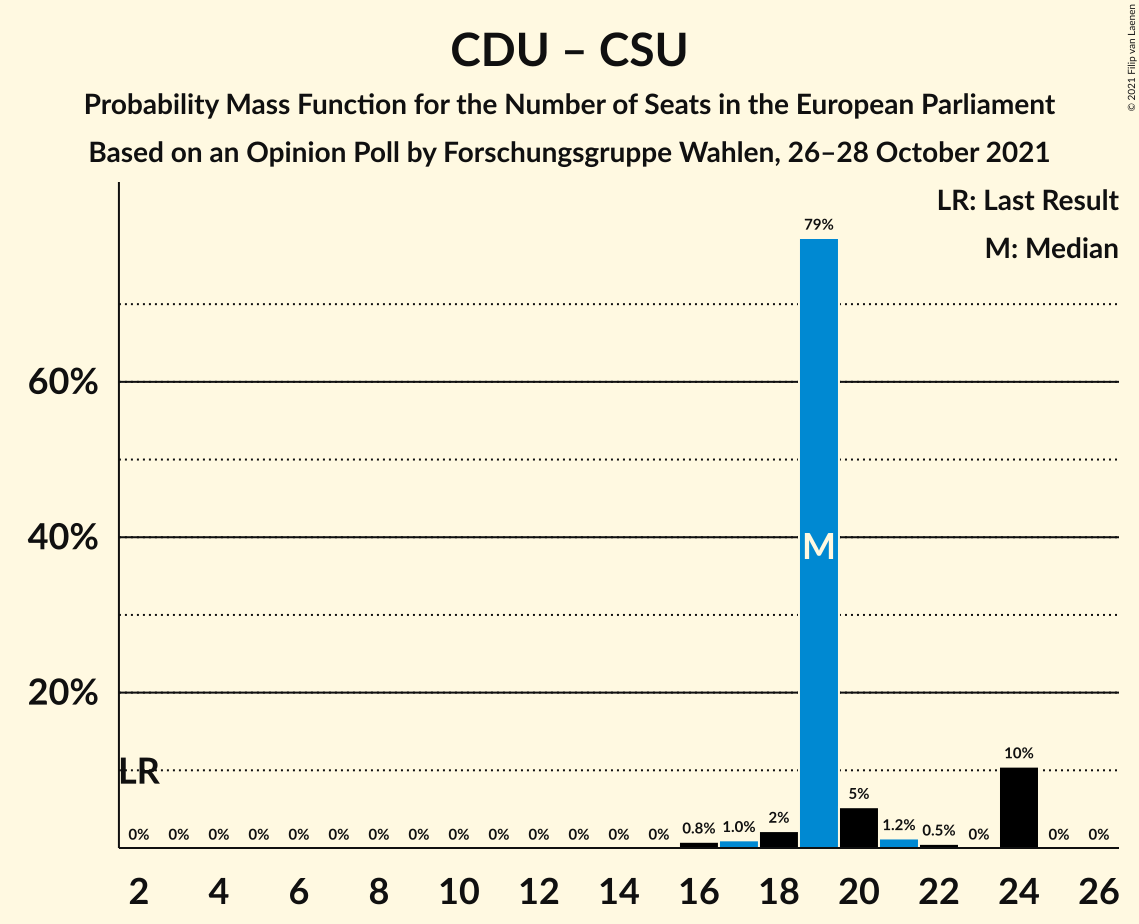 CDU – CSU
Probability Mass Function for the Number of Seats in the European Parliament
Based on an Opinion Poll by Forschungsgruppe Wahlen, 26–28 October 2021
© 2021 Filip van Laenen
LR: Last Result
M: Median
79%
60%
40%
M
20%
LR
10%
5%
0% 0% 0% 0% 0% 0% 0% 0% 0% 0% 0% 0% 0% 0% 0.8% 1.0% 2% 1.2% 0.5% 0% 0% 0%
2 4 6 8 10 12 14 16 18 20 22 24 26